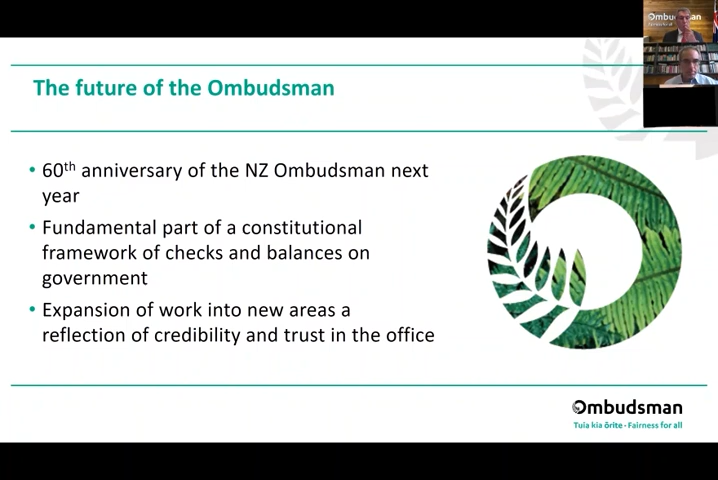 Ombudsman
The future of the Ombudsman
• 60th anniversary of the NZ Ombudsman next
year
• Fundamental part of a constitutional
framework of checks and balances on
government
• Expansion of work into new areas a
reflection of credibility and trust in the office
Ombudsman
Tuia kia ōrite - Fairness for all